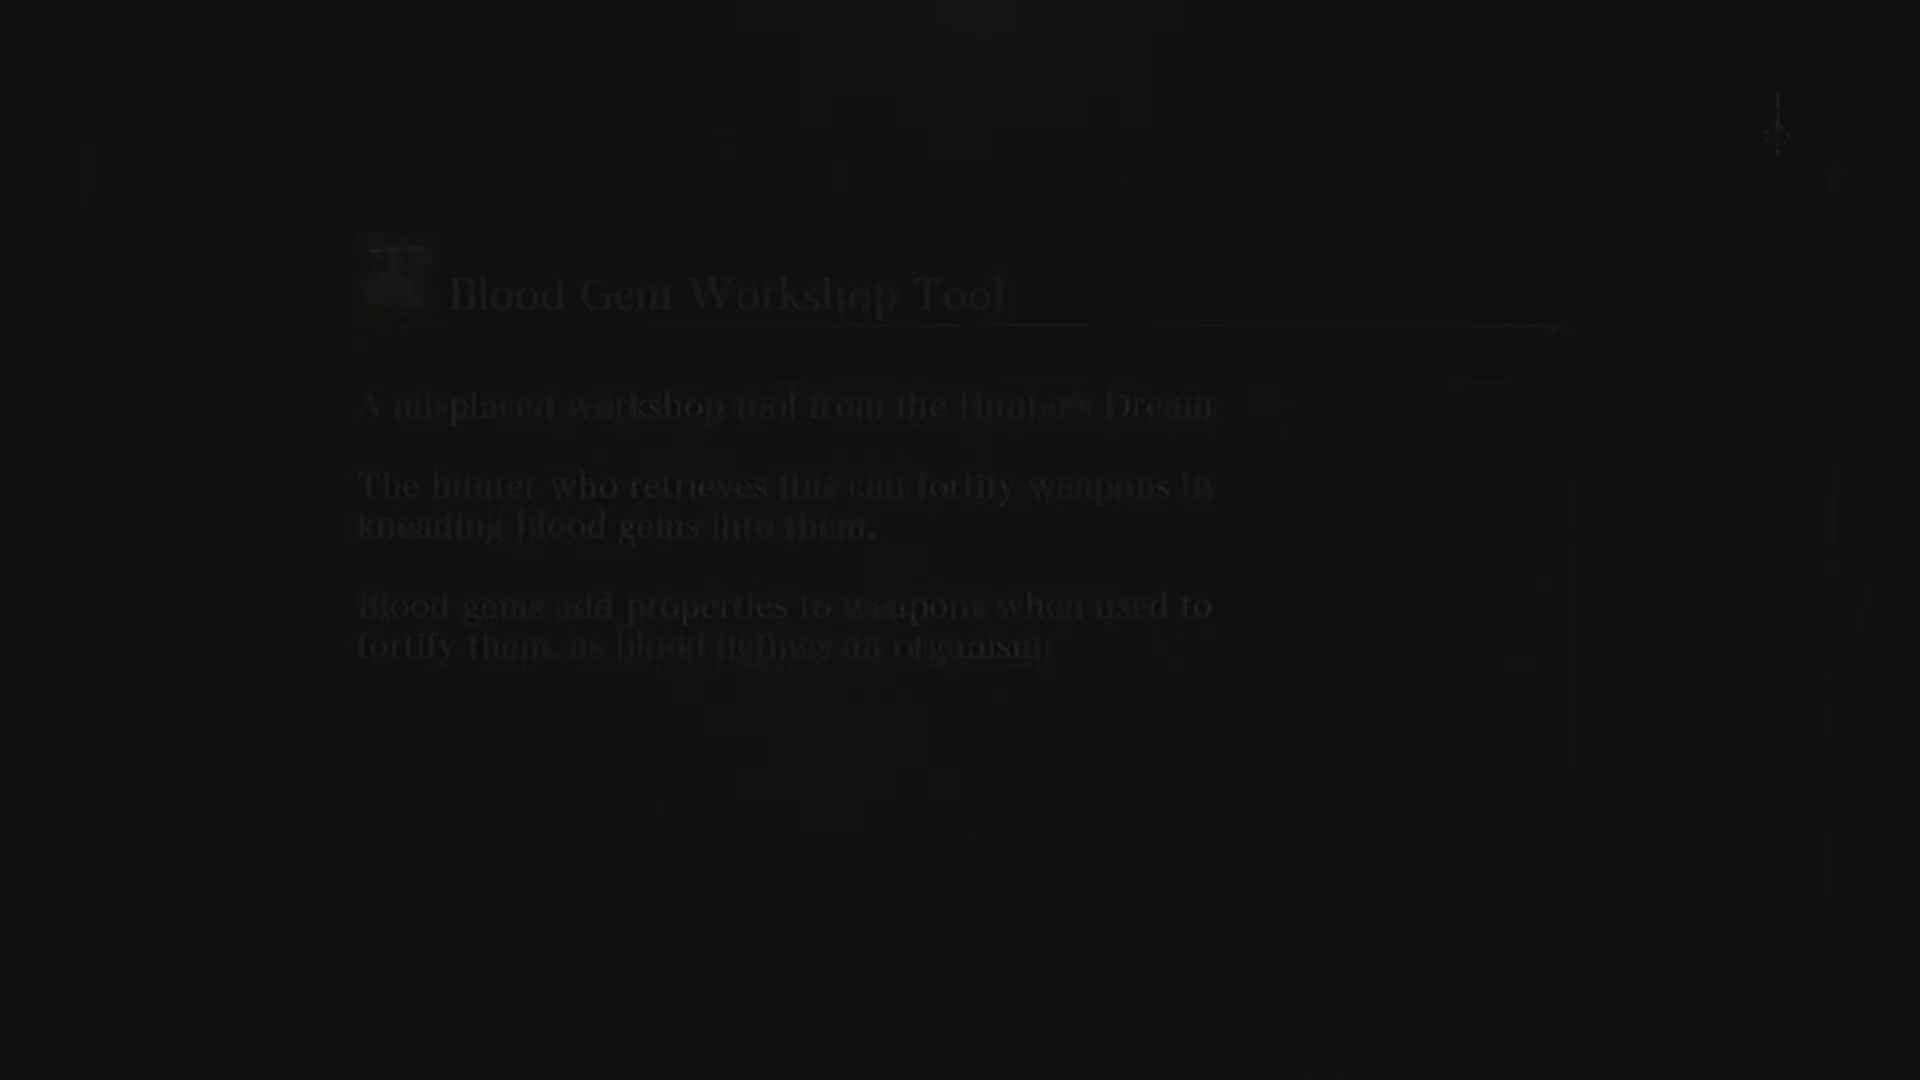 Blood Gem Workshop Tool
A misplaced workshop tool from the Hunter's Dream.
The hunter who retrieves this can fortify weapons by
kneading blood gems into them.
Blood gems add properties to weapons when used to
fortify them, as blood defines an organism.